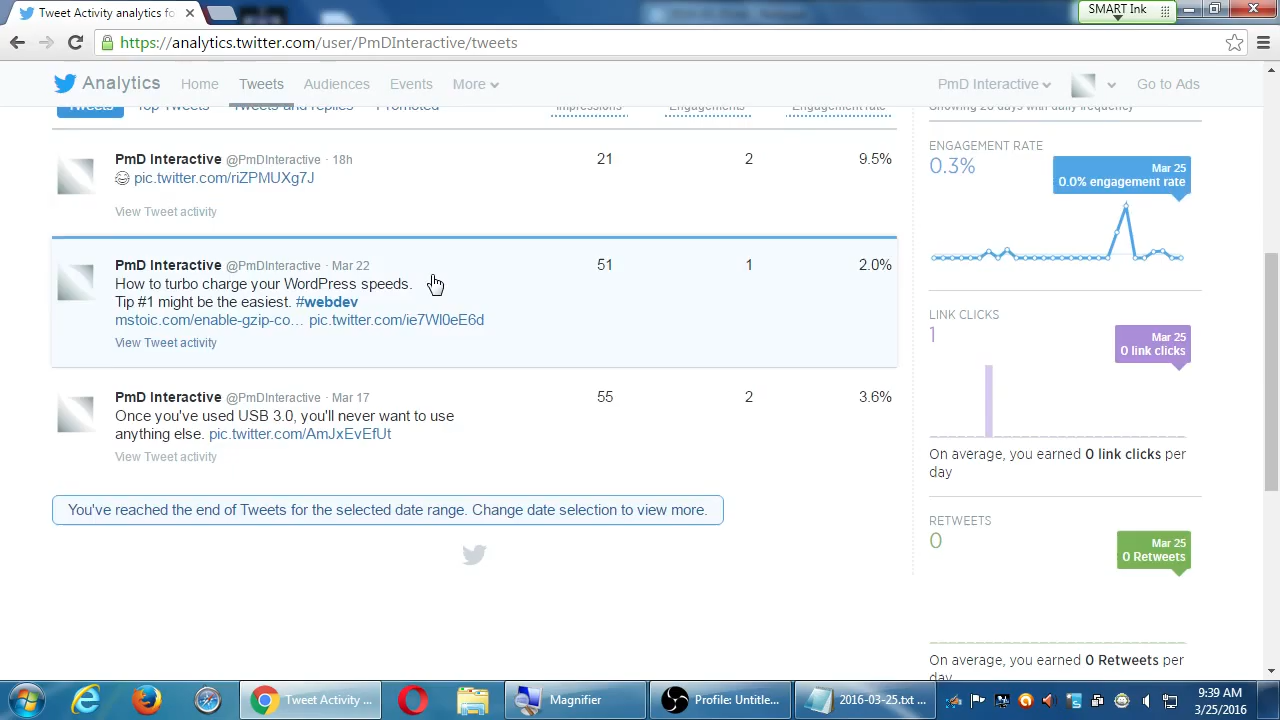 Tweet Activity analytics fo
SMART Ink
https://analytics.twitter.com/user/PmDInteractive/tweets
Analytics Home Tweets Audiences Events More PmD Interactive Go to Ads
Tweets Top Tweets Tweets and replies Promoted Impressions Engagements Engagement rate
Showing 28 days with daily frequency
PmD Interactive @PmDInteractive · 18h 21 2 9.5%
😂 pic.twitter.com/riZPMUXg7J
View Tweet activity
PmD Interactive @PmDInteractive · Mar 22 51 1 2.0%
How to turbo charge your WordPress speeds.
Tip #1 might be the easiest. #webdev
mstoic.com/enable-gzip-co… pic.twitter.com/ie7Wl0eE6d
View Tweet activity
PmD Interactive @PmDInteractive · Mar 17 55 2 3.6%
Once you've used USB 3.0, you'll never want to use
anything else. pic.twitter.com/AmJxEvEfUt
View Tweet activity
You've reached the end of Tweets for the selected date range. Change date selection to view more.
ENGAGEMENT RATE
0.3%
Mar 25
0.0% engagement rate
LINK CLICKS
1
Mar 25
0 link clicks
On average, you earned 0 link clicks per
day
RETWEETS
0
Mar 25
0 Retweets
On average, you earned 0 Retweets per
day
Tweet Activity ...
Magnifier
Profile: Untitle...
2016-03-25.txt ...
9:39 AM
3/25/2016